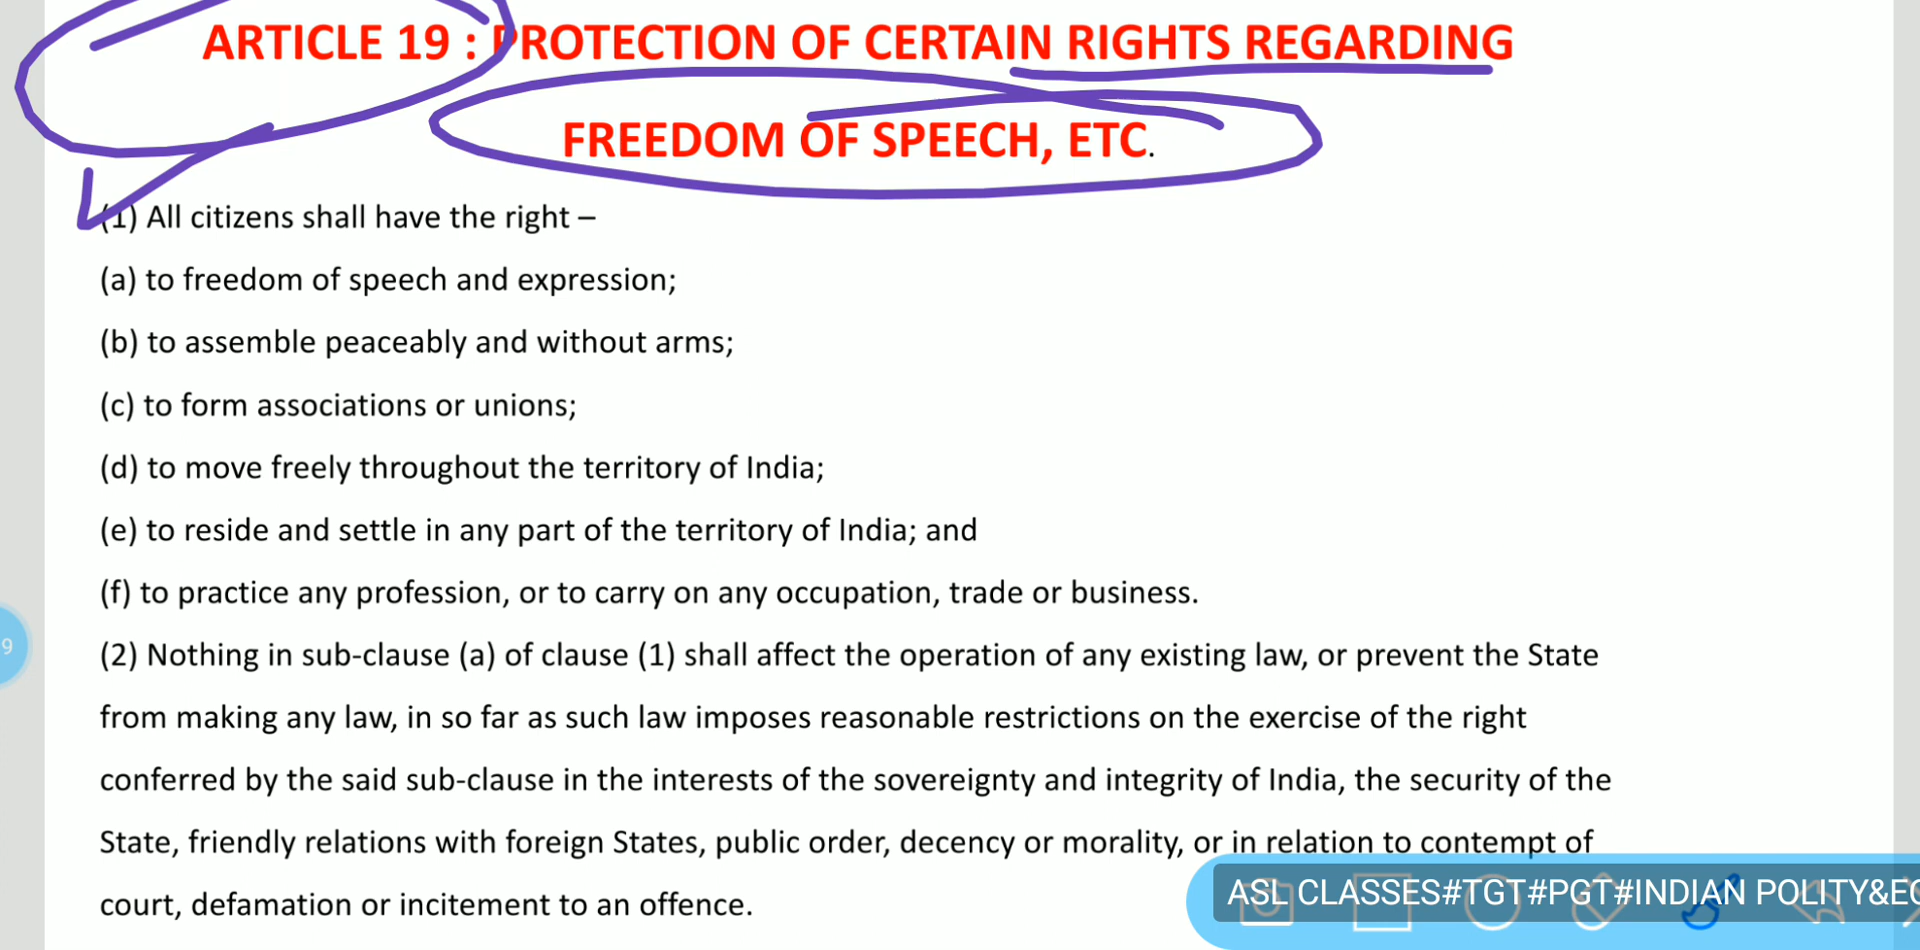 ARTICLE 19 : PROTECTION OF CERTAIN RIGHTS REGARDING
FREEDOM OF SPEECH, ETC.
(1) All citizens shall have the right –
(a) to freedom of speech and expression;
(b) to assemble peaceably and without arms;
(c) to form associations or unions;
(d) to move freely throughout the territory of India;
(e) to reside and settle in any part of the territory of India; and
(f) to practice any profession, or to carry on any occupation, trade or business.
(2) Nothing in sub-clause (a) of clause (1) shall affect the operation of any existing law, or prevent the State
from making any law, in so far as such law imposes reasonable restrictions on the exercise of the right
conferred by the said sub-clause in the interests of the sovereignty and integrity of India, the security of the
State, friendly relations with foreign States, public order, decency or morality, or in relation to contempt of
court, defamation or incitement to an offence.
9
ASL CLASSES#TGT#PGT#INDIAN POLITY&